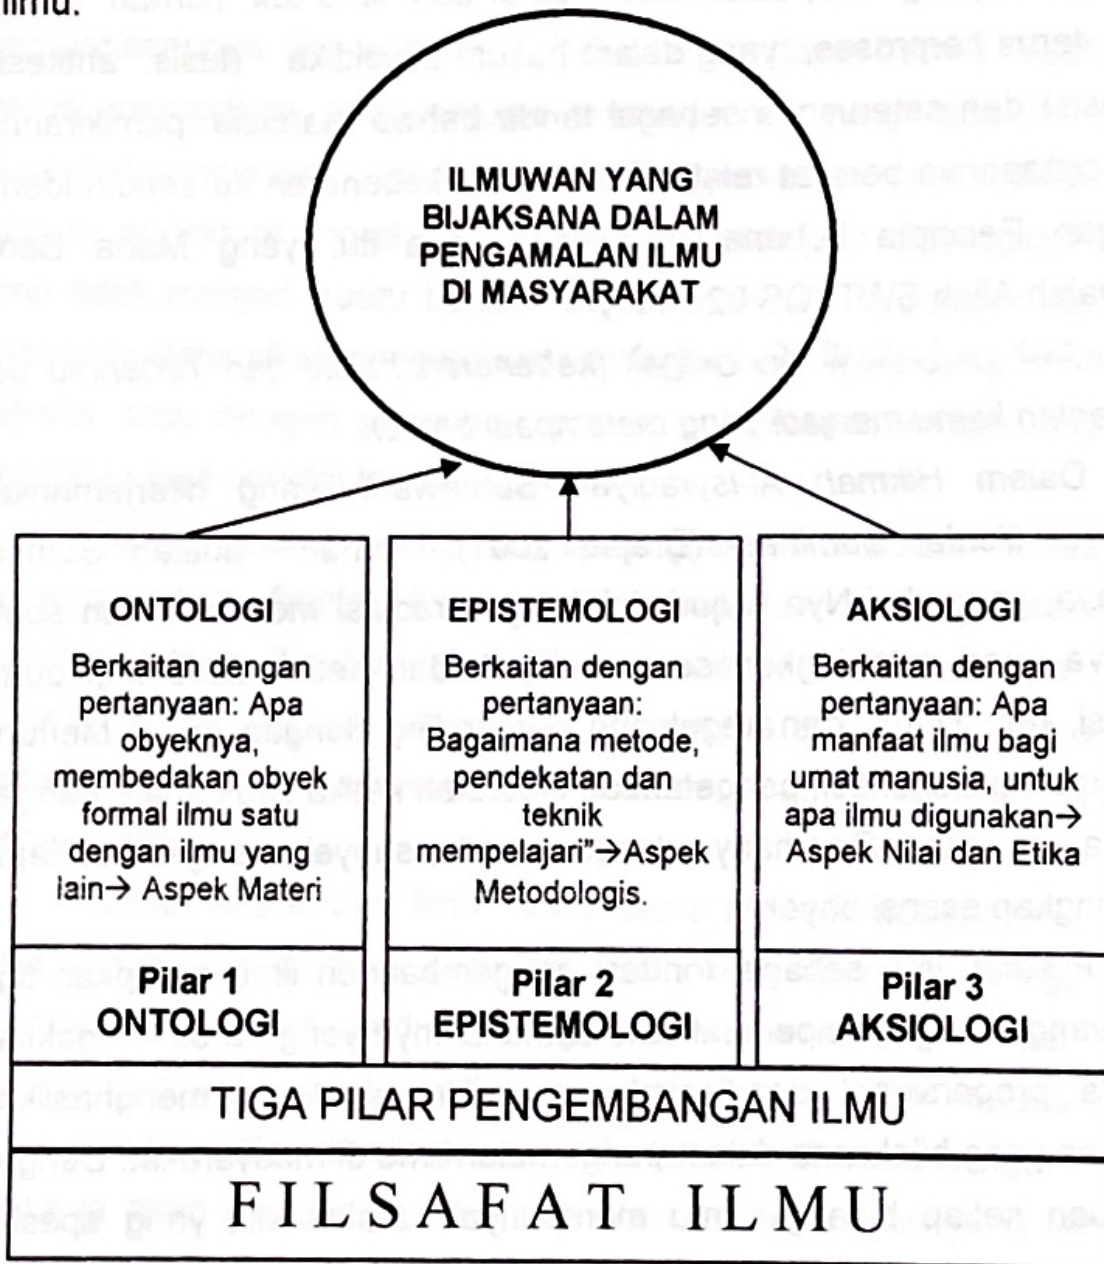 ilmu.
ILMUWAN YANG
BIJAKSANA DALAM
PENGAMALAN ILMU
DI MASYARAKAT
ONTOLOGI
Berkaitan dengan
pertanyaan: Apa
obyeknya,
membedakan obyek
formal ilmu satu
dengan ilmu yang
lain→ Aspek Materi
Pilar 1
ONTOLOGI
EPISTEMOLOGI
Berkaitan dengan
pertanyaan:
Bagaimana metode,
pendekatan dan
teknik
mempelajari”→Aspek
Metodologis.
Pilar 2
EPISTEMOLOGI
AKSIOLOGI
Berkaitan dengan
pertanyaan: Apa
manfaat ilmu bagi
umat manusia, untuk
apa ilmu digunakan→
Aspek Nilai dan Etika
Pilar 3
AKSIOLOGI
TIGA PILAR PENGEMBANGAN ILMU
FILSAFAT ILMU